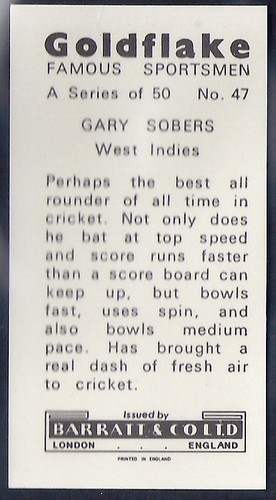 Goldflake
FAMOUS SPORTSMEN
A Series of 50 No. 47
GARY SOBERS
West Indies
Perhaps the best all
rounder of all time in
cricket. Not only does
he bat at top speed
and score runs faster
than a score board can
keep up, but bowls
fast, uses spin, and
also bowls medium
pace. Has brought a
real dash of fresh air
to cricket.
Issued by
BARRATT & CO LTD
LONDON . . . ENGLAND
PRINTED IN ENGLAND